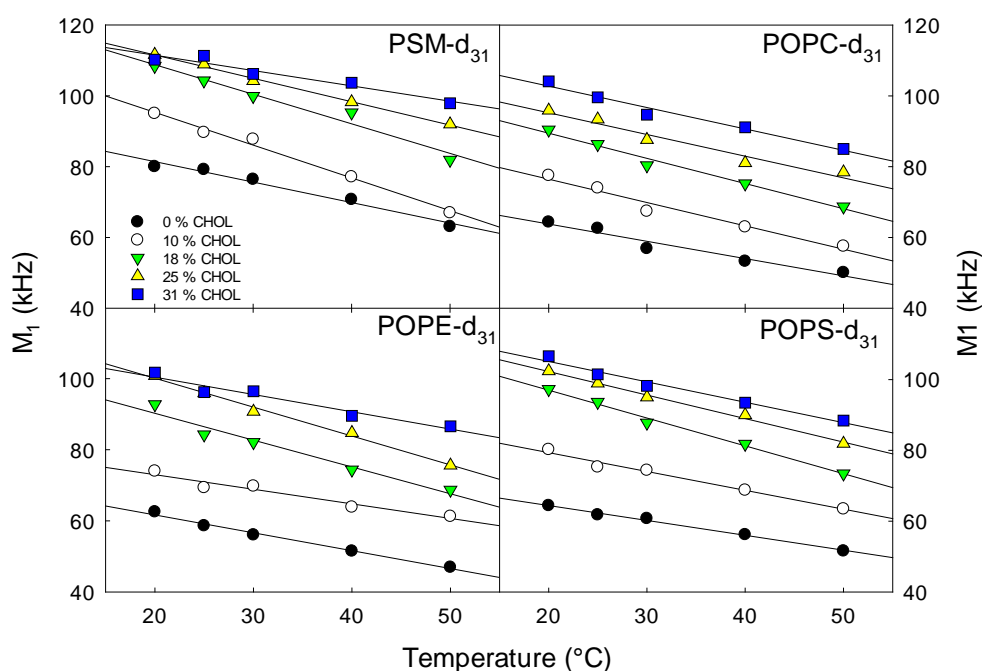 120
100
80
60
40
100
80
60
40
M₁ (kHz)
PSM-d₃₁
0 % CHOL
10 % CHOL
18 % CHOL
25 % CHOL
31 % CHOL
POPC-d₃₁
120
100
80
60
40
100
80
60
40
M1 (kHz)
POPE-d₃₁
POPS-d₃₁
20 30 40 50
20 30 40 50
Temperature (°C)